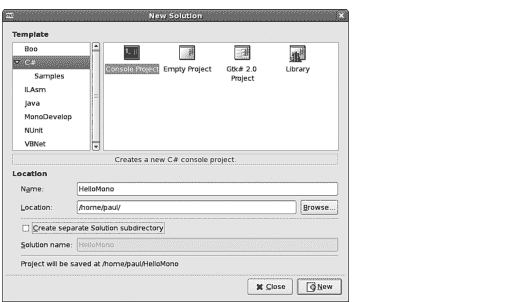 New Solution
Template
Boo
C#
Samples
ILAsm
Java
MonoDevelop
NUnit
VBNet
Console Project
Empty Project
Gtk# 2.0 Project
Library
Creates a new C# console project.
Location
Name: HelloMono
Location: /home/paul/ Browse...
Create separate Solution subdirectory
Solution name: HelloMono
Project will be saved at /home/paul/HelloMono
Close New